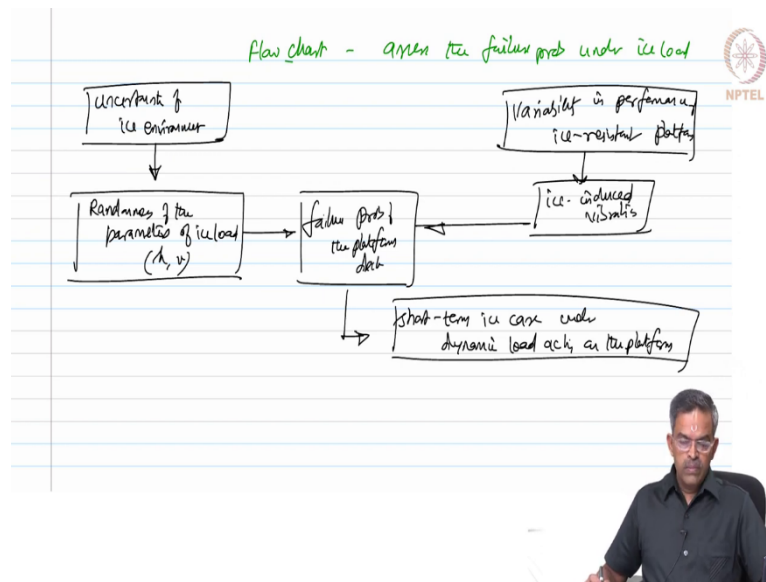 Flow chart - assess the failure prob under ice load
NPTEL
Uncertainty of
ice environment
Variability in performance
ice-resistant platform
Randomness of the
parameters of ice load
(h, v)
failure prob of
the platform
deck
ice-induced
vibration
short-term ice case under
dynamic load acting on the platform